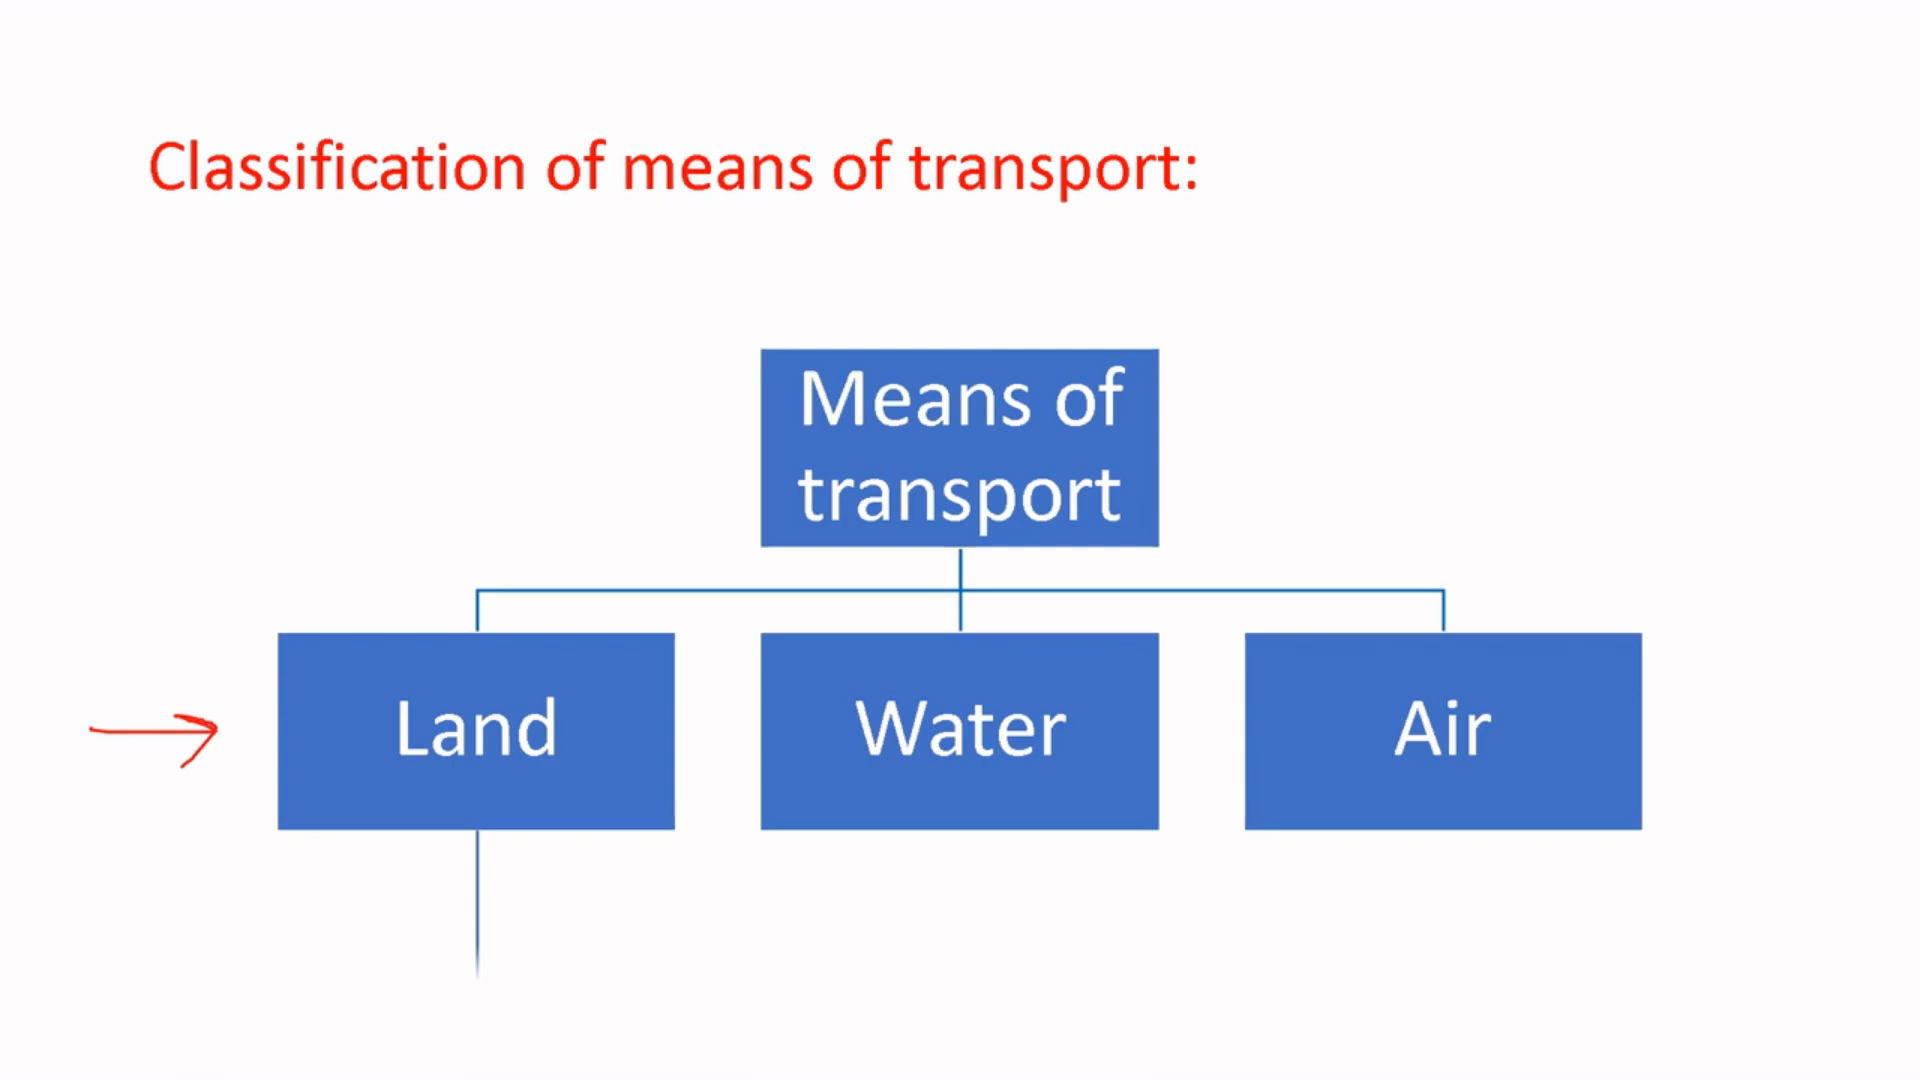 Classification of means of transport:
Means of
transport
Land
Water
Air